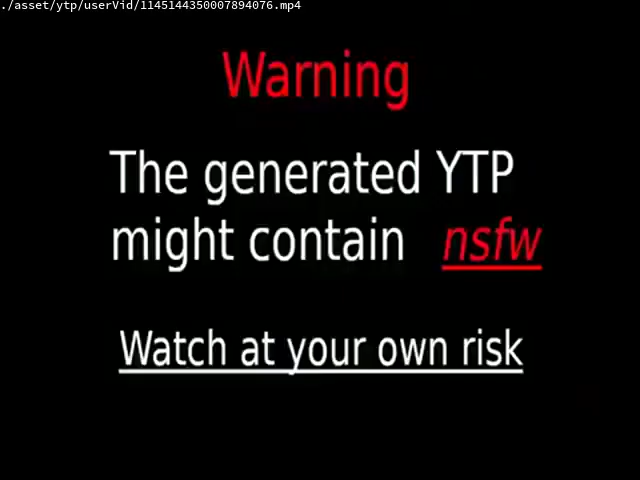 ./asset/ytp/userVid/1145144350007894076.mp4
Warning
The generated YTP
might contain nsfw
Watch at your own risk